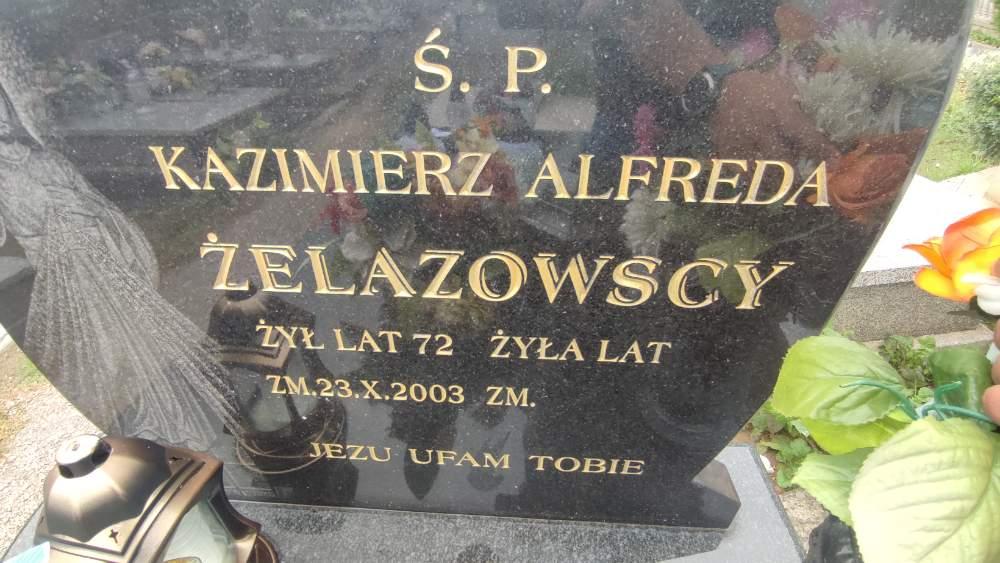 Ś. P.
KAZIMIERZ ALFREDA
ŻELAZOWSCY
ŻYŁ LAT 72 ŻYŁA LAT
ZM.23.X.2003 ZM.
JEZU UFAM TOBIE